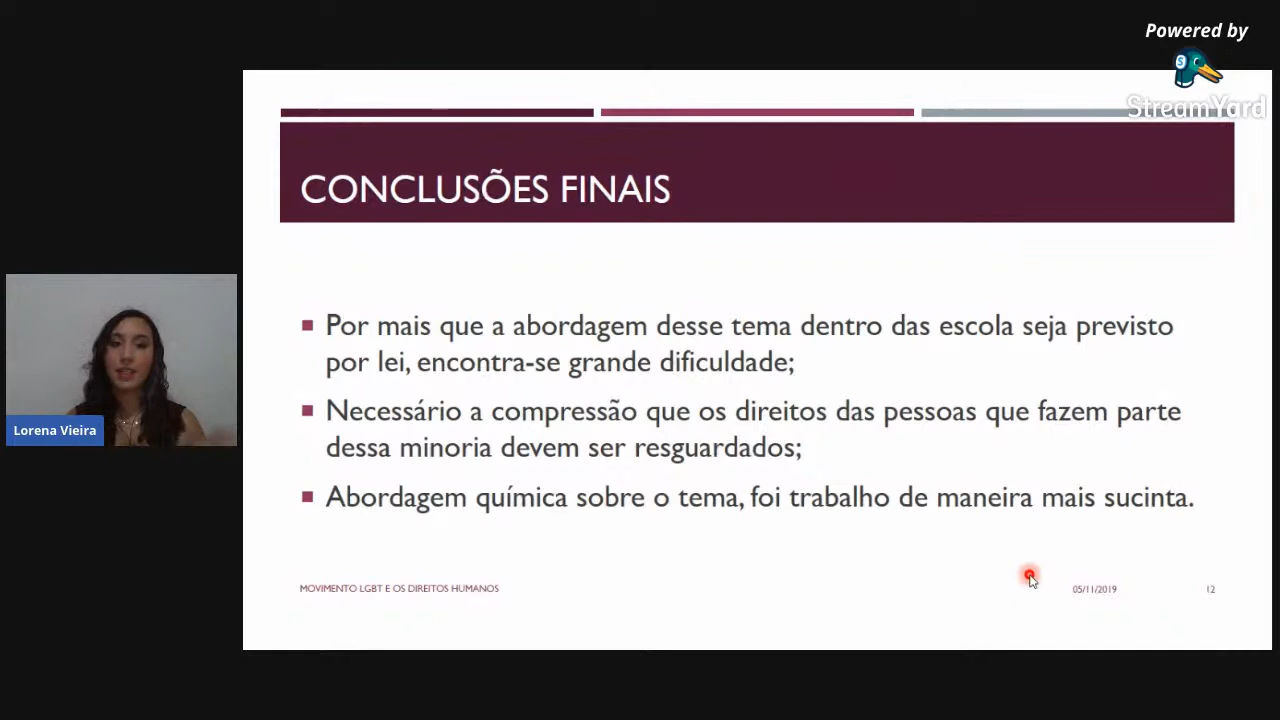 Powered by
StreamYard
CONCLUSÕES FINAIS
Por mais que a abordagem desse tema dentro das escola seja previsto
por lei, encontra-se grande dificuldade;
Necessário a compressão que os direitos das pessoas que fazem parte
dessa minoria devem ser resguardados;
Abordagem química sobre o tema, foi trabalho de maneira mais sucinta.
Lorena Vieira
MOVIMENTO LGBT E OS DIREITOS HUMANOS
05/11/2019
12